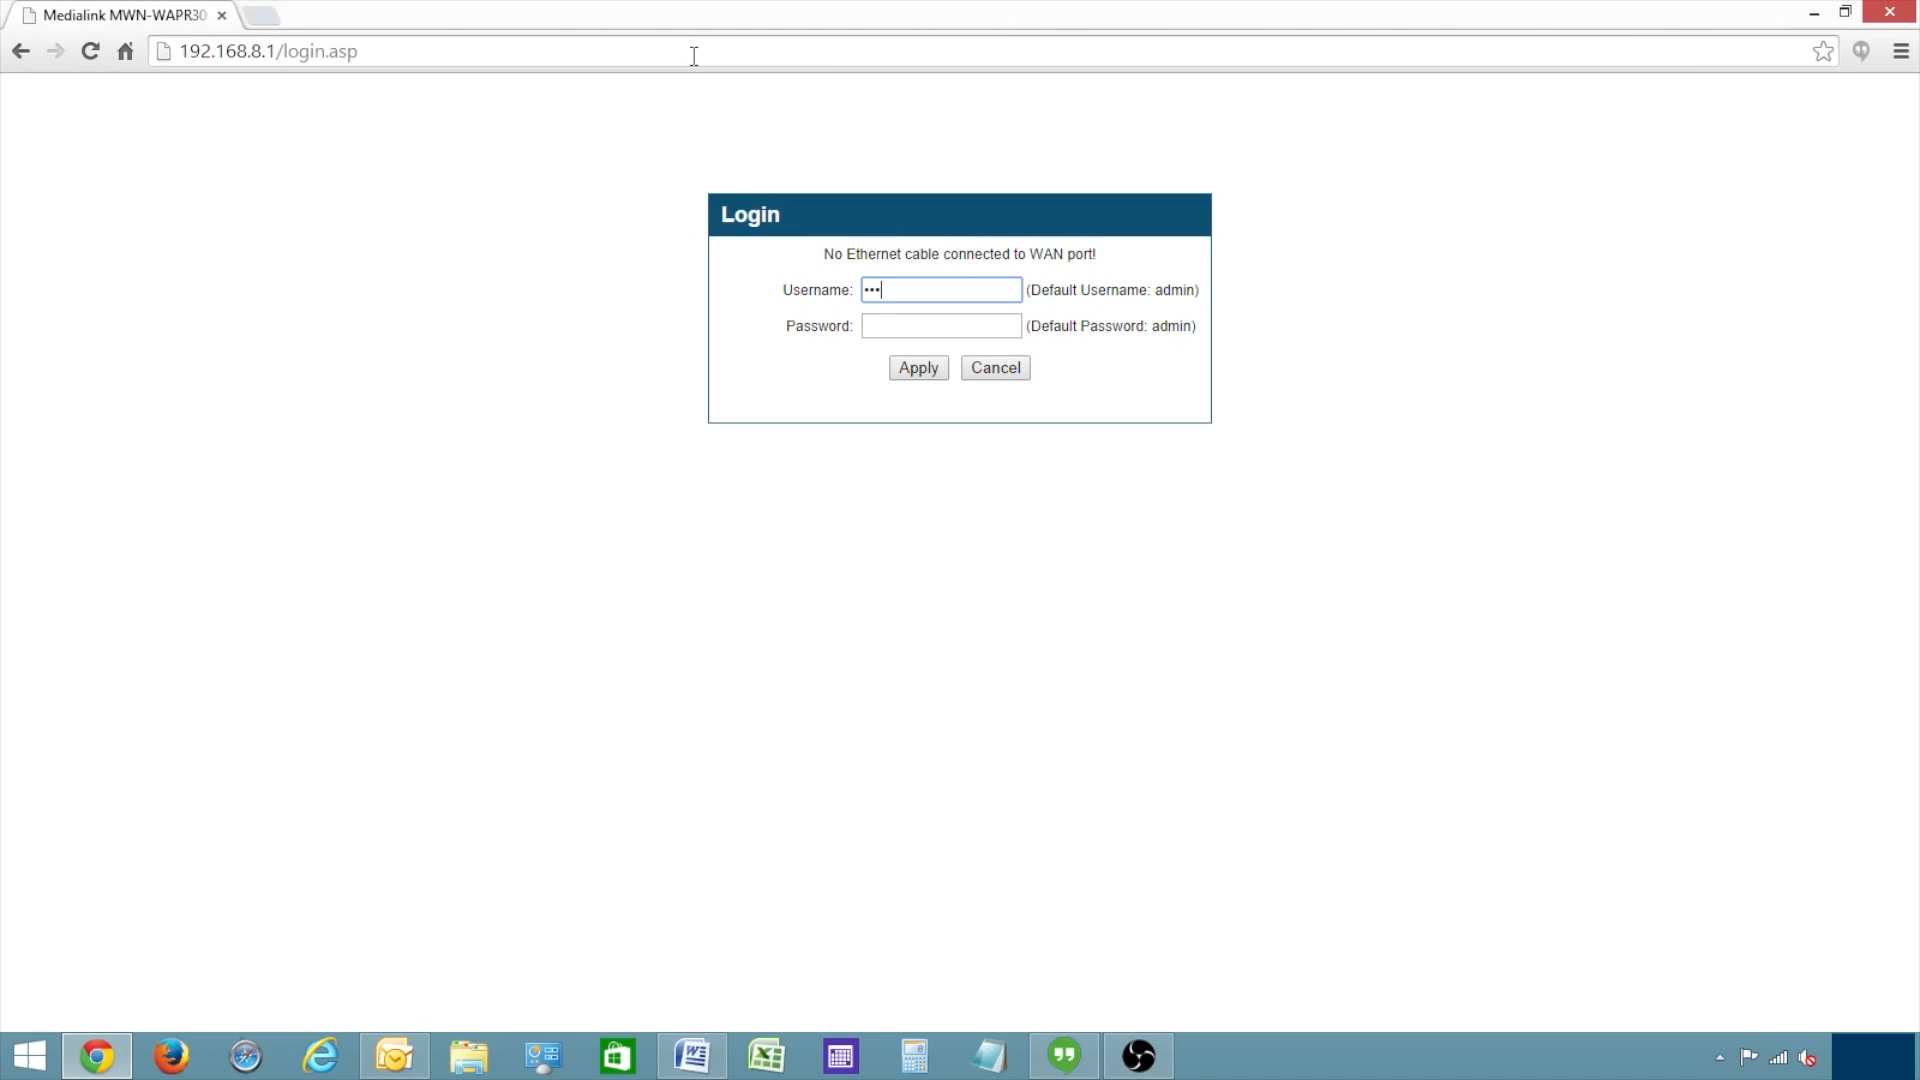 Medialink MWN-WAPR30
192.168.8.1/login.asp
Login
No Ethernet cable connected to WAN port!
Username: ••• (Default Username: admin)
Password: (Default Password: admin)
Apply Cancel